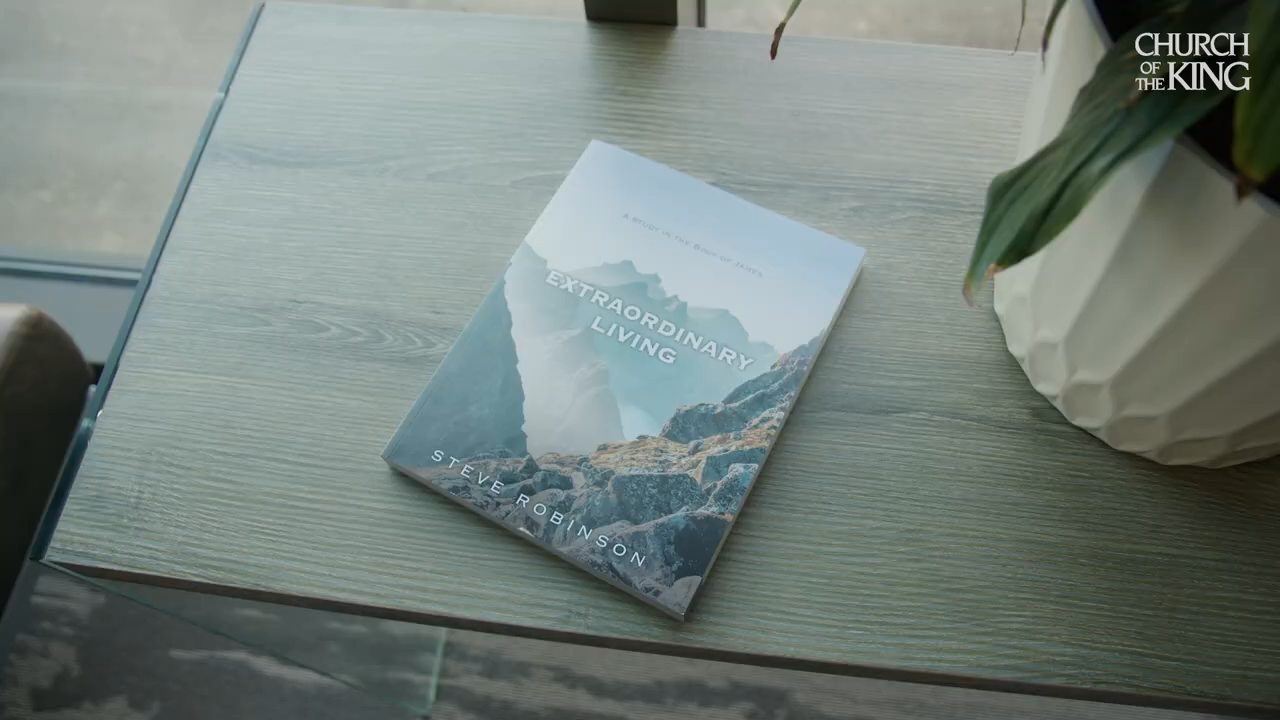 CHURCH
OF
THE KING
A STUDY IN THE BOOK OF JAMES
EXTRAORDINARY
LIVING
STEVE ROBINSON